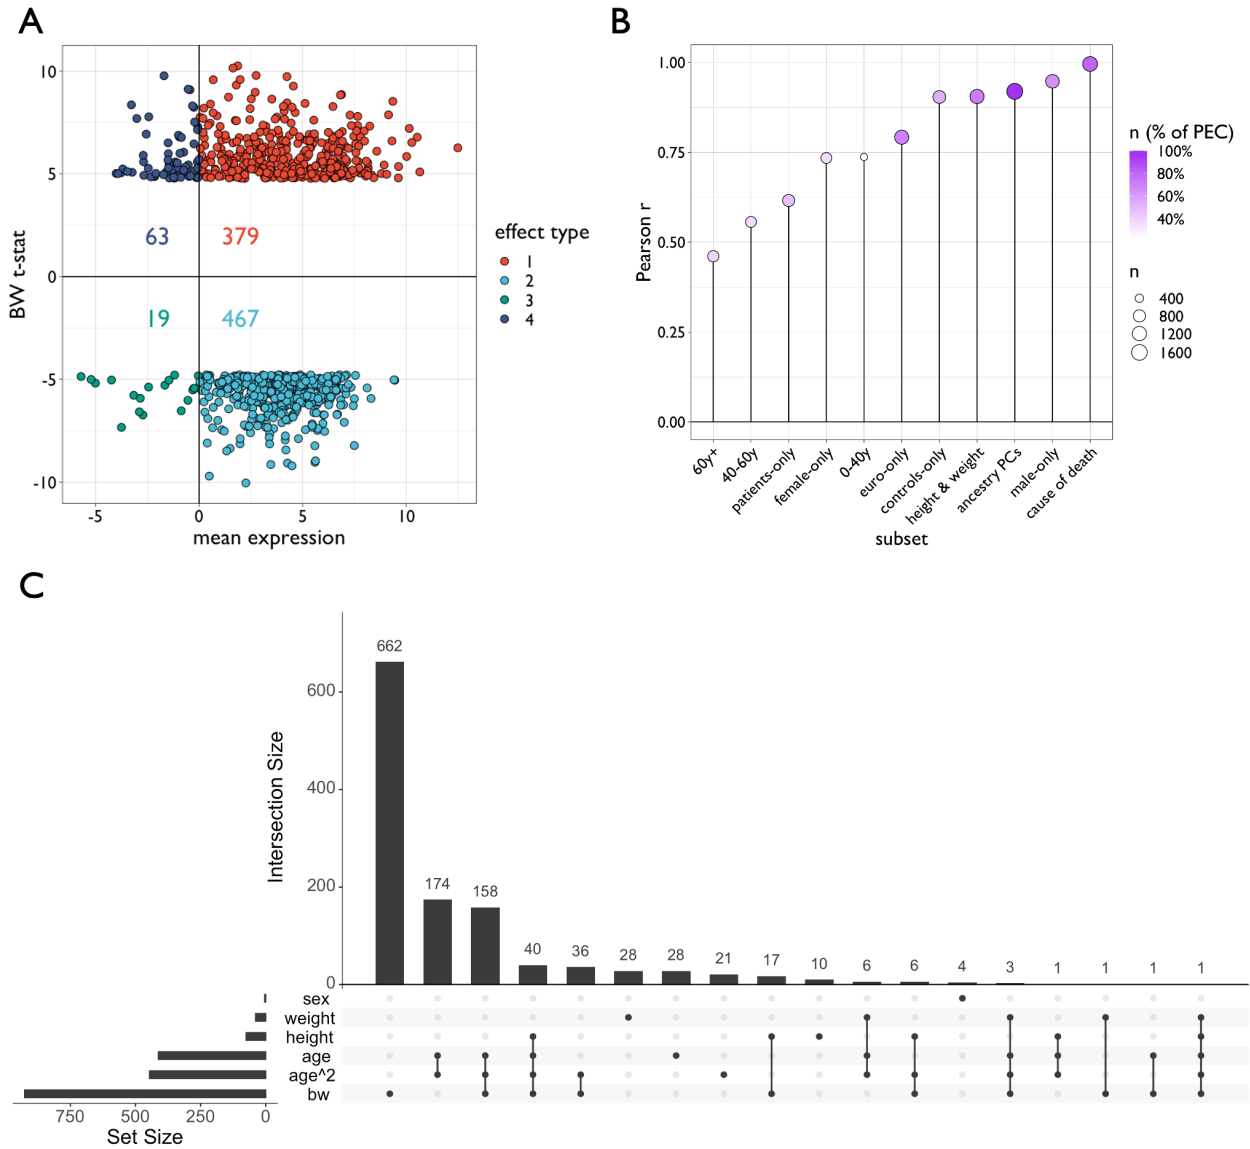 A
BW t-stat
10
5
0
-5
-10
63
379
19
467
-5
0
5
10
mean expression
effect type
1
2
3
4
B
Pearson r
1.00
0.75
0.50
0.25
0.00
60y+
40-60y
patients-only
female-only
0-40y
euro-only
controls-only
height & weight
ancestry PCs
male-only
cause of death
subset
n (% of PEC)
100%
80%
60%
40%
n
400
800
1200
1600
C
Intersection Size
600
400
200
0
662
174
158
40
36
28
28
21
17
10
6
6
4
3
1
1
1
1
sex
weight
height
age
age^2
bw
750
500
250
0
Set Size